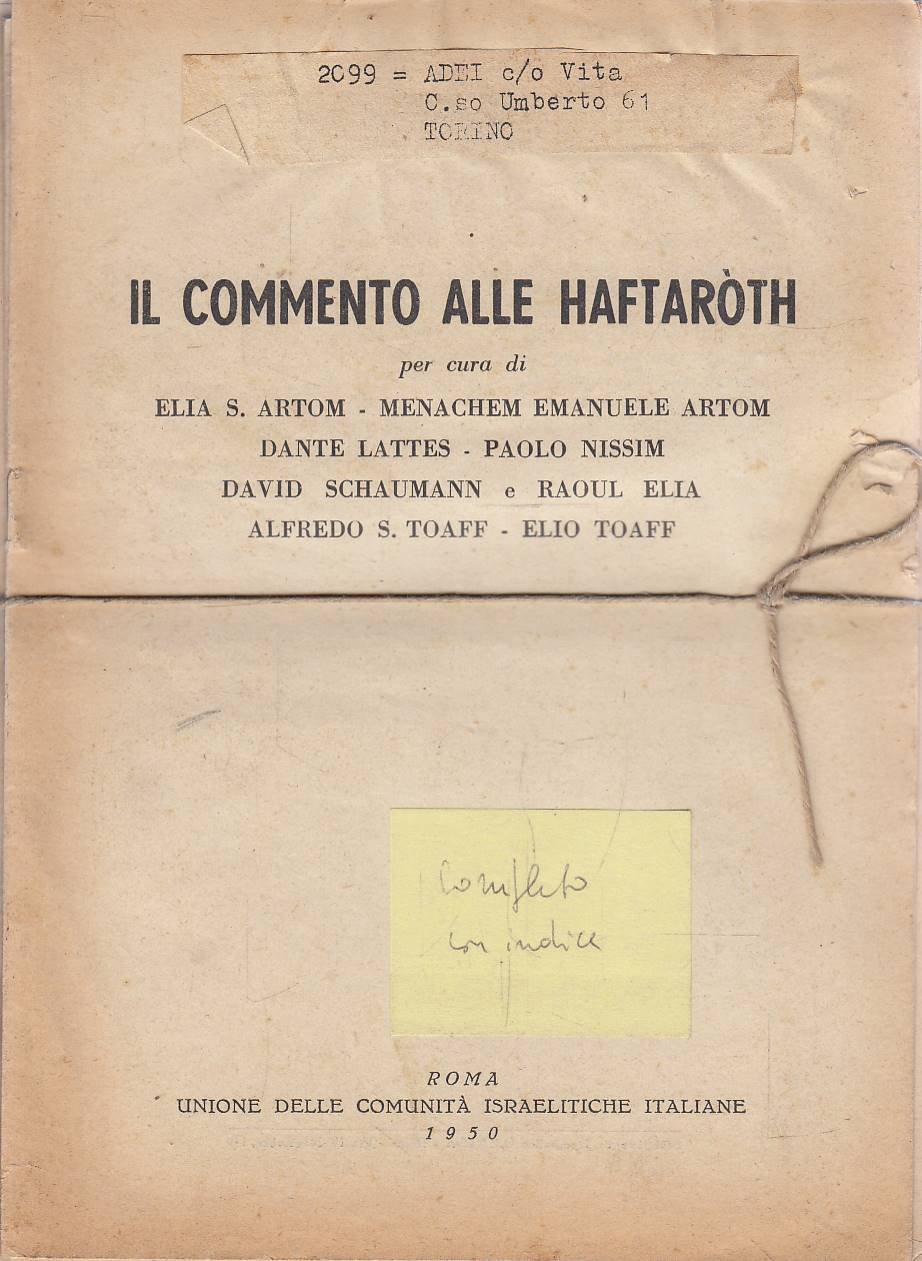 2099 = ADEI c/o Vita
C.so Umberto 61
TORINO
IL COMMENTO ALLE HAFTARÒTH
per cura di
ELIA S. ARTOM - MENACHEM EMANUELE ARTOM
DANTE LATTES - PAOLO NISSIM
DAVID SCHAUMANN e RAOUL ELIA
ALFREDO S. TOAFF - ELIO TOAFF
Completo
con indice
ROMA
UNIONE DELLE COMUNITÀ ISRAELITICHE ITALIANE
1950